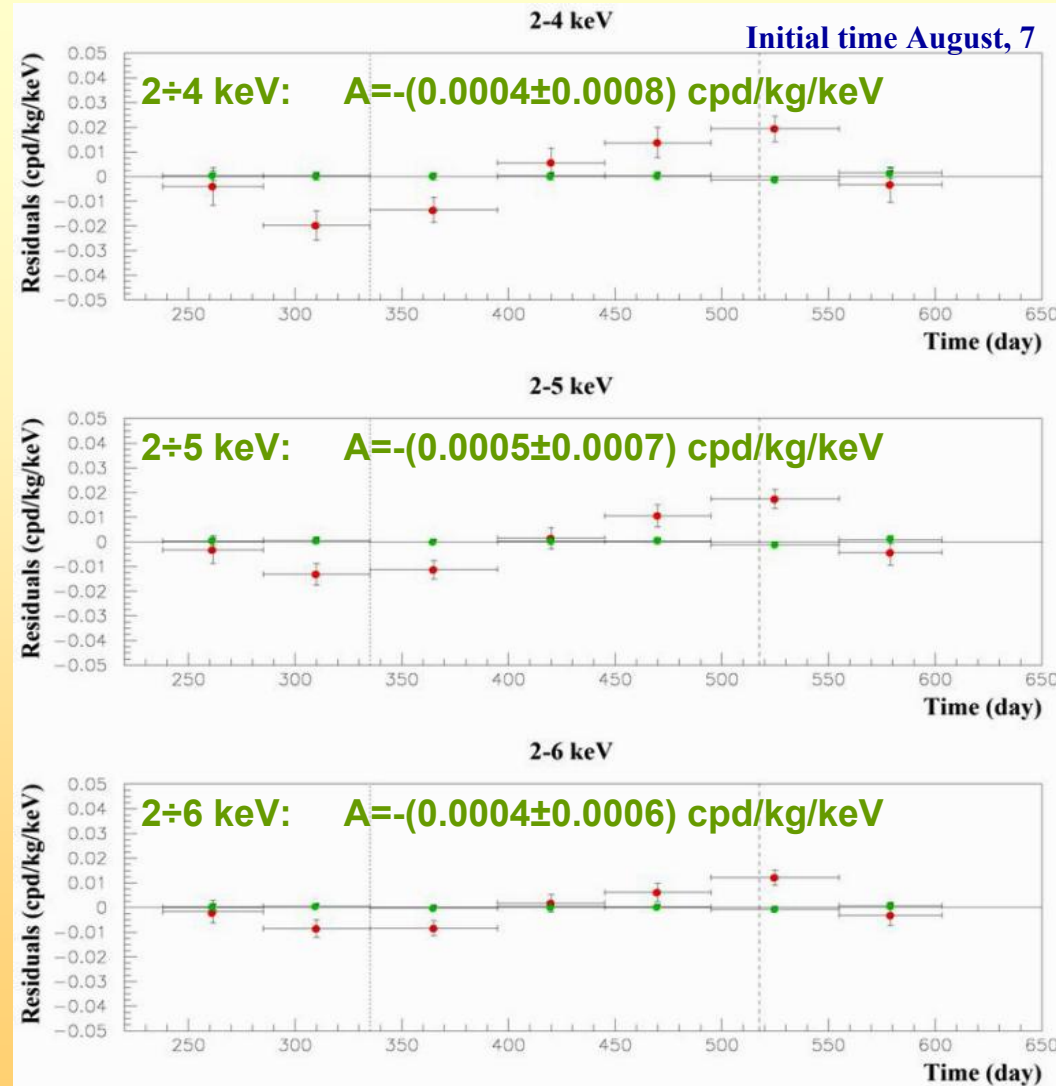 2-4 keV
Initial time August, 7
2÷4 keV: A=-(0.0004±0.0008) cpd/kg/keV
Residuals (cpd/kg/keV)
0.05
0.04
0.03
0.02
0.01
0
−0.01
−0.02
−0.03
−0.04
−0.05
250 300 350 400 450 500 550 600 650
Time (day)
2-5 keV
2÷5 keV: A=-(0.0005±0.0007) cpd/kg/keV
Residuals (cpd/kg/keV)
0.05
0.04
0.03
0.02
0.01
0
−0.01
−0.02
−0.03
−0.04
−0.05
250 300 350 400 450 500 550 600 650
Time (day)
2-6 keV
2÷6 keV: A=-(0.0004±0.0006) cpd/kg/keV
Residuals (cpd/kg/keV)
0.05
0.04
0.03
0.02
0.01
0
−0.01
−0.02
−0.03
−0.04
−0.05
250 300 350 400 450 500 550 600 650
Time (day)